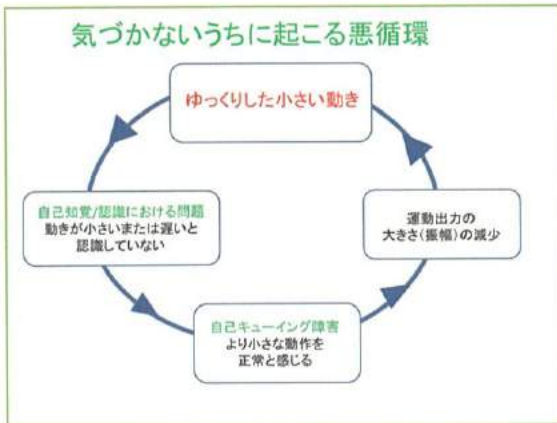 気づかないうちに起こる悪循環
ゆっくりした小さい動き
自己知覚/認識における問題
動きが小さいまたは遅いと
認識していない
自己キューイング障害
より小さな動作を
正常と感じる
運動出力の
大きさ(振幅)の減少